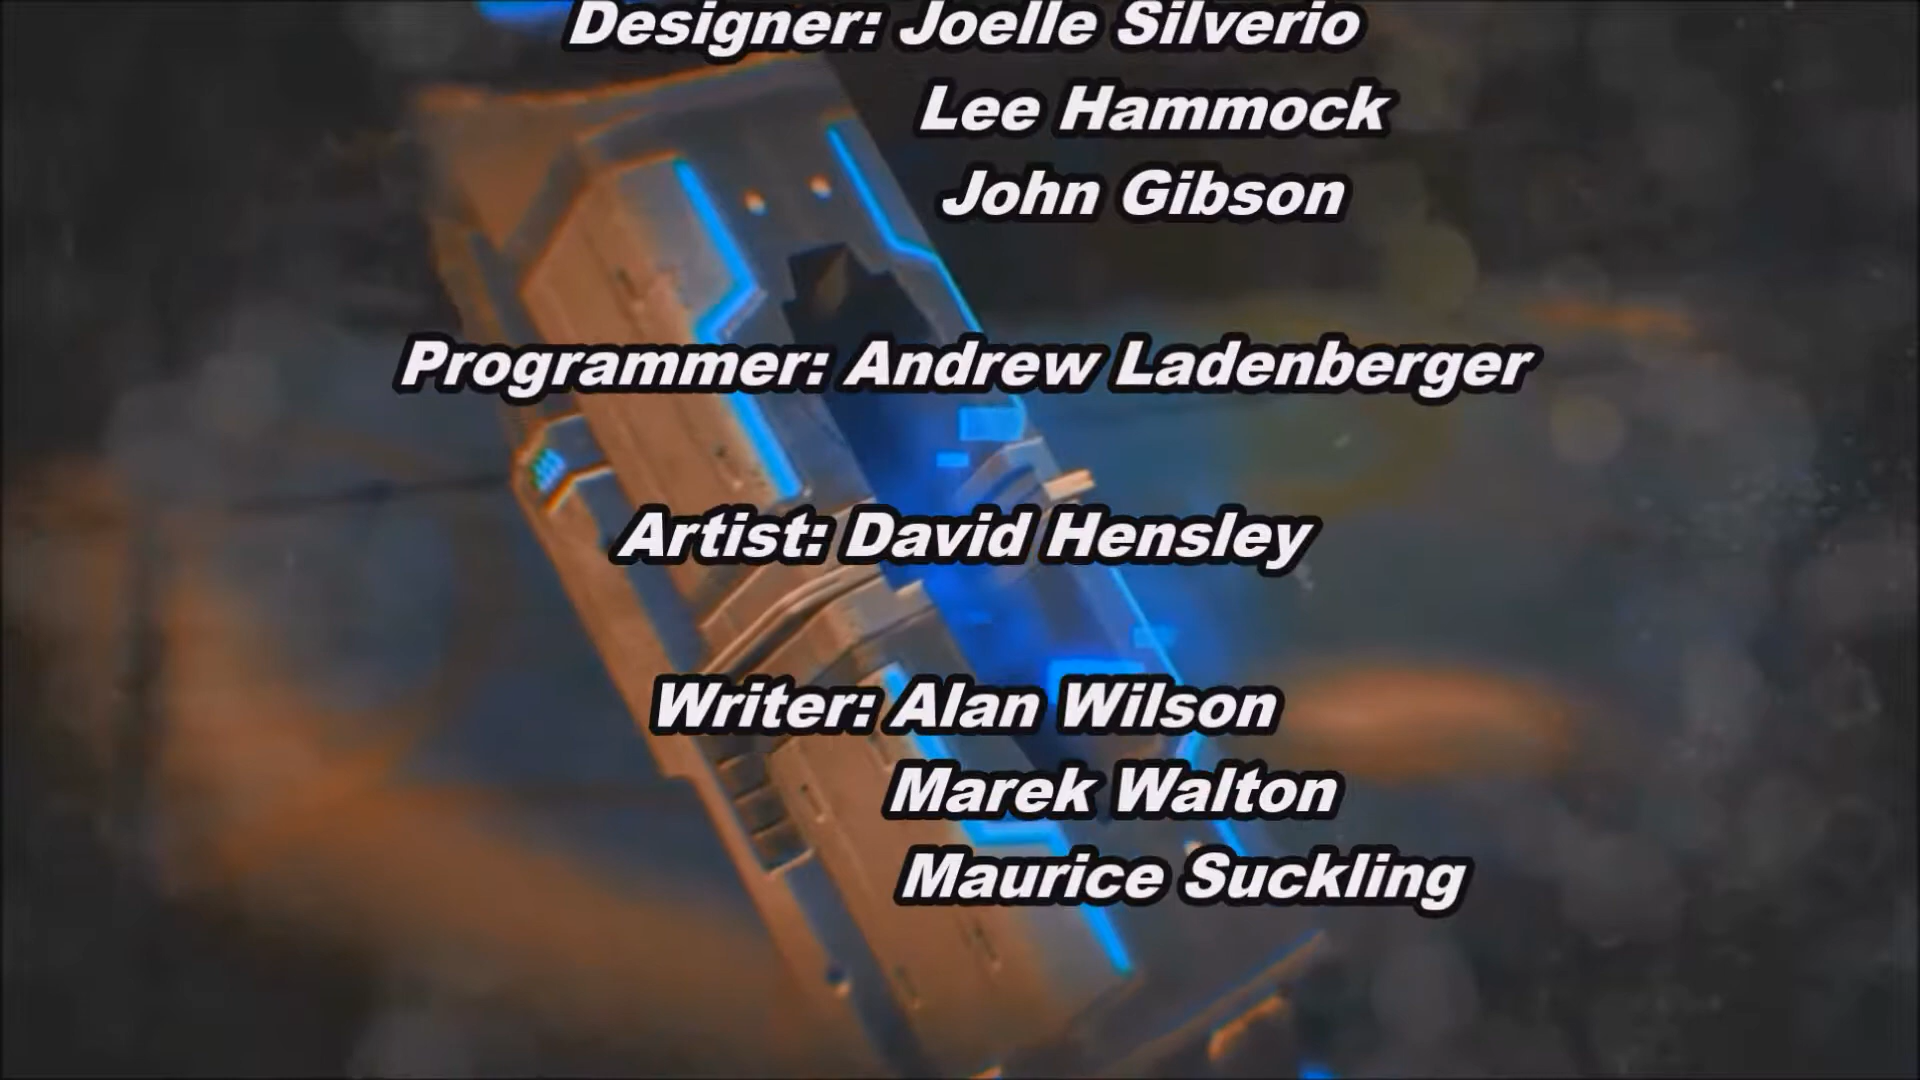 Designer: Joelle Silverio
Lee Hammock
John Gibson
Programmer: Andrew Ladenberger
Artist: David Hensley
Writer: Alan Wilson
Marek Walton
Maurice Suckling